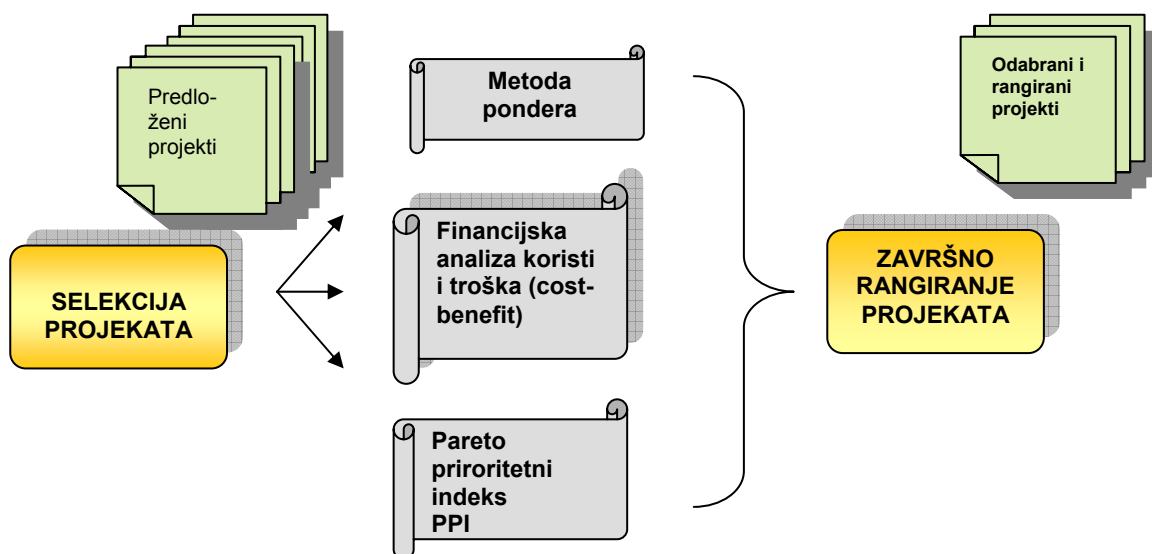 Predlo-
ženi
projekti
SELEKCIJA
PROJEKATA
Metoda
pondera
Financijska
analiza koristi
i troška (cost-
benefit)
Pareto
priroritetni
indeks
PPI
Odabrani i
rangirani
projekti
ZAVRŠNO
RANGIRANJE
PROJEKATA